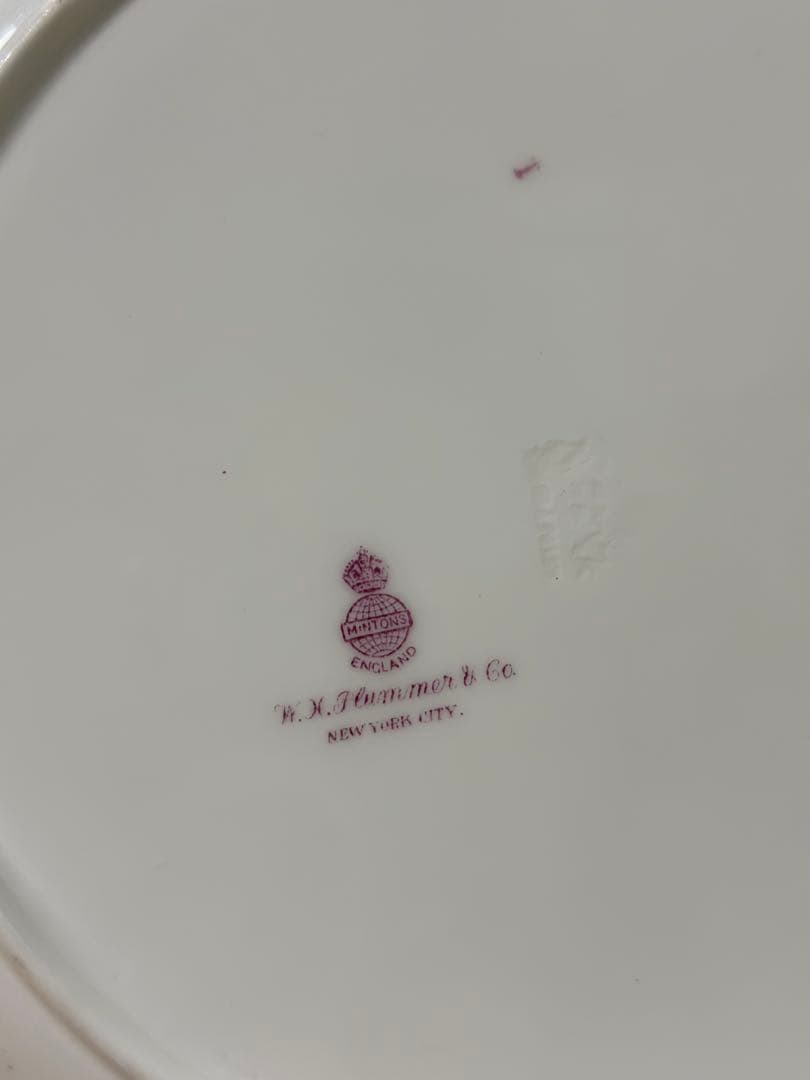 MINTONS
ENGLAND
W. H. Plummer & Co.
NEW YORK CITY.